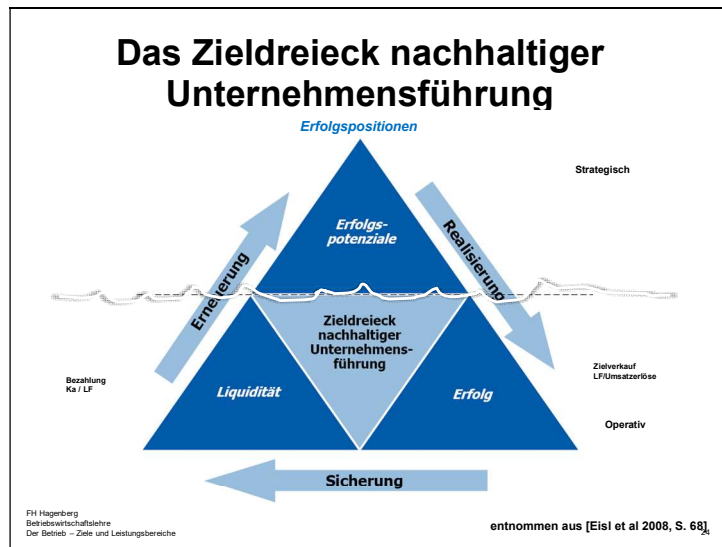 Das Zieldreieck nachhaltiger
Unternehmensführung
Erfolgspositionen
Strategisch
Erfolgs-
potenziale
Erneuerung
Realisierung
Zieldreieck
nachhaltiger
Unternehmens-
führung
Bezahlung
Ka / LF
Liquidität
Erfolg
Zielverkauf
LF/Umsatzerlöse
Operativ
Sicherung
FH Hagenberg
Betriebswirtschaftslehre
Der Betrieb – Ziele und Leistungsbereiche
entnommen aus [Eisl et al 2008, S. 68]
24